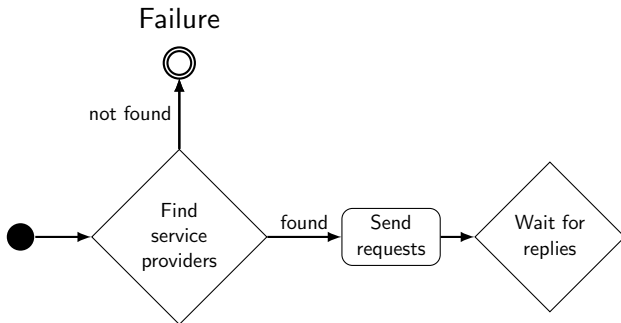 Failure
not found
Find
service
providers
found
Send
requests
Wait for
replies